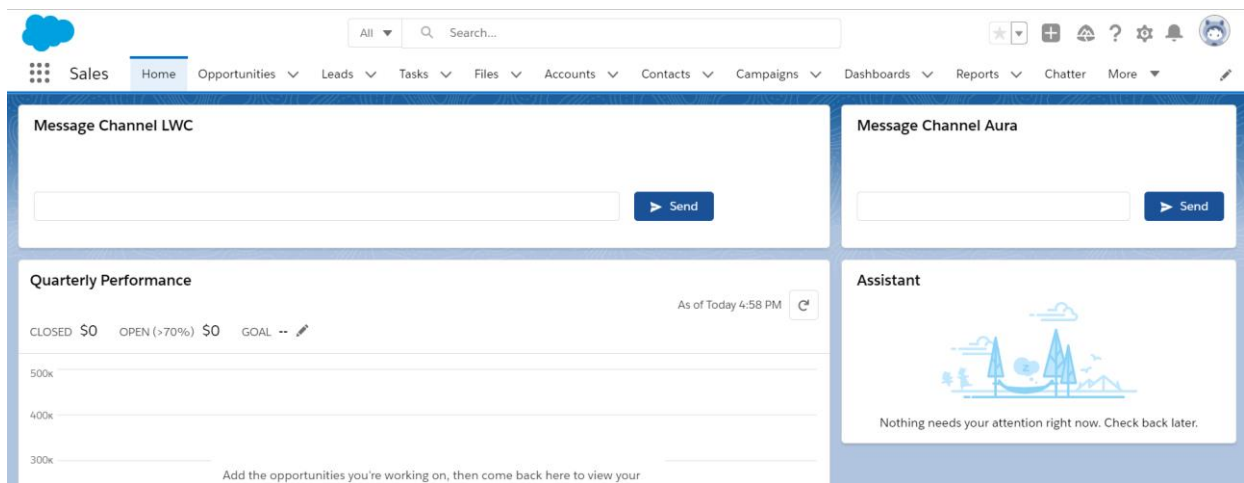 All Search...
Sales Home Opportunities Leads Tasks Files Accounts Contacts Campaigns Dashboards Reports Chatter More
Message Channel LWC
Send
Message Channel Aura
Send
Quarterly Performance
As of Today 4:58 PM
CLOSED $0 OPEN (>70%) $0 GOAL --
500K
400K
300K
Add the opportunities you're working on, then come back here to view your
Assistant
z
Nothing needs your attention right now. Check back later.